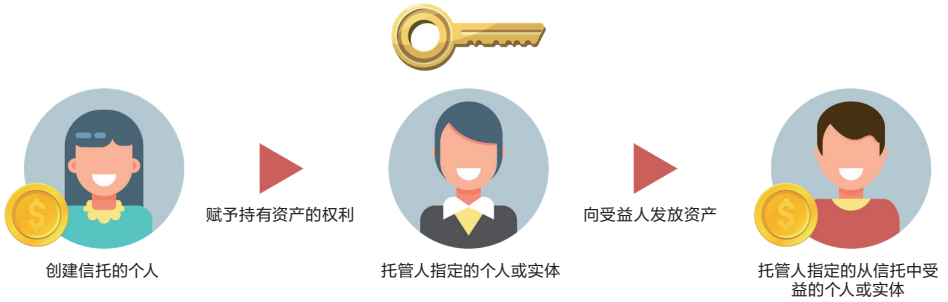 赋予持有资产的权利
向受益人发放资产
创建信托的个人
托管人指定的个人或实体
托管人指定的从信托中受
益的个人或实体